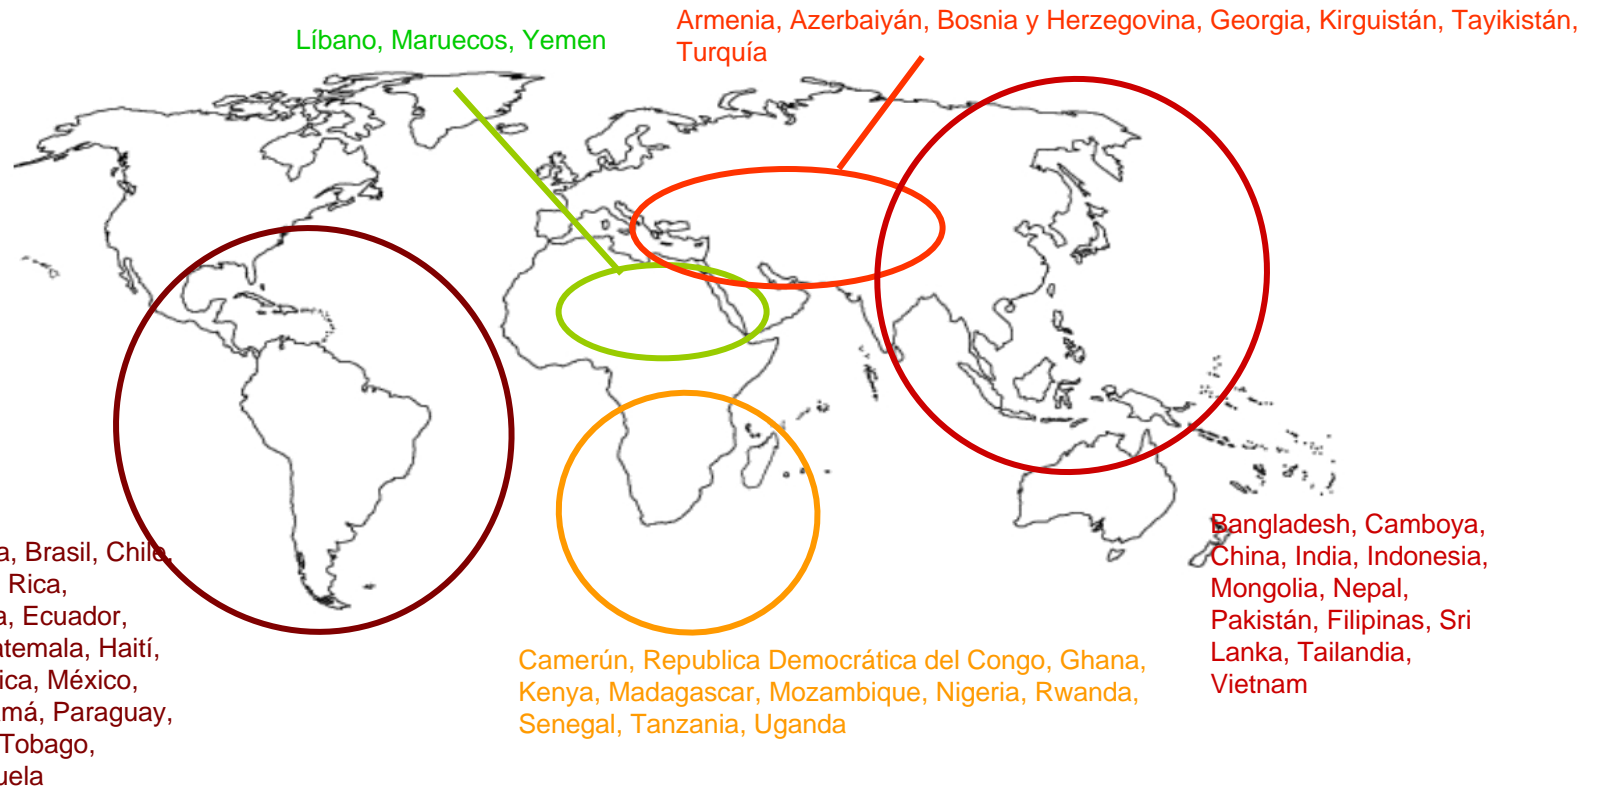 Armenia, Azerbaiyán, Bosnia y Herzegovina, Georgia, Kirguistán, Tayikistán,
Turquía
Líbano, Maruecos, Yemen
Brasil, Chile,
Rica,
Ecuador,
Haití,
México,
Paraguay,
Tobago,
Camerún, Republica Democrática del Congo, Ghana,
Kenya, Madagascar, Mozambique, Nigeria, Rwanda,
Senegal, Tanzania, Uganda
Bangladesh, Camboya,
China, India, Indonesia,
Mongolia, Nepal,
Pakistán, Filipinas, Sri
Lanka, Tailandia,
Vietnam